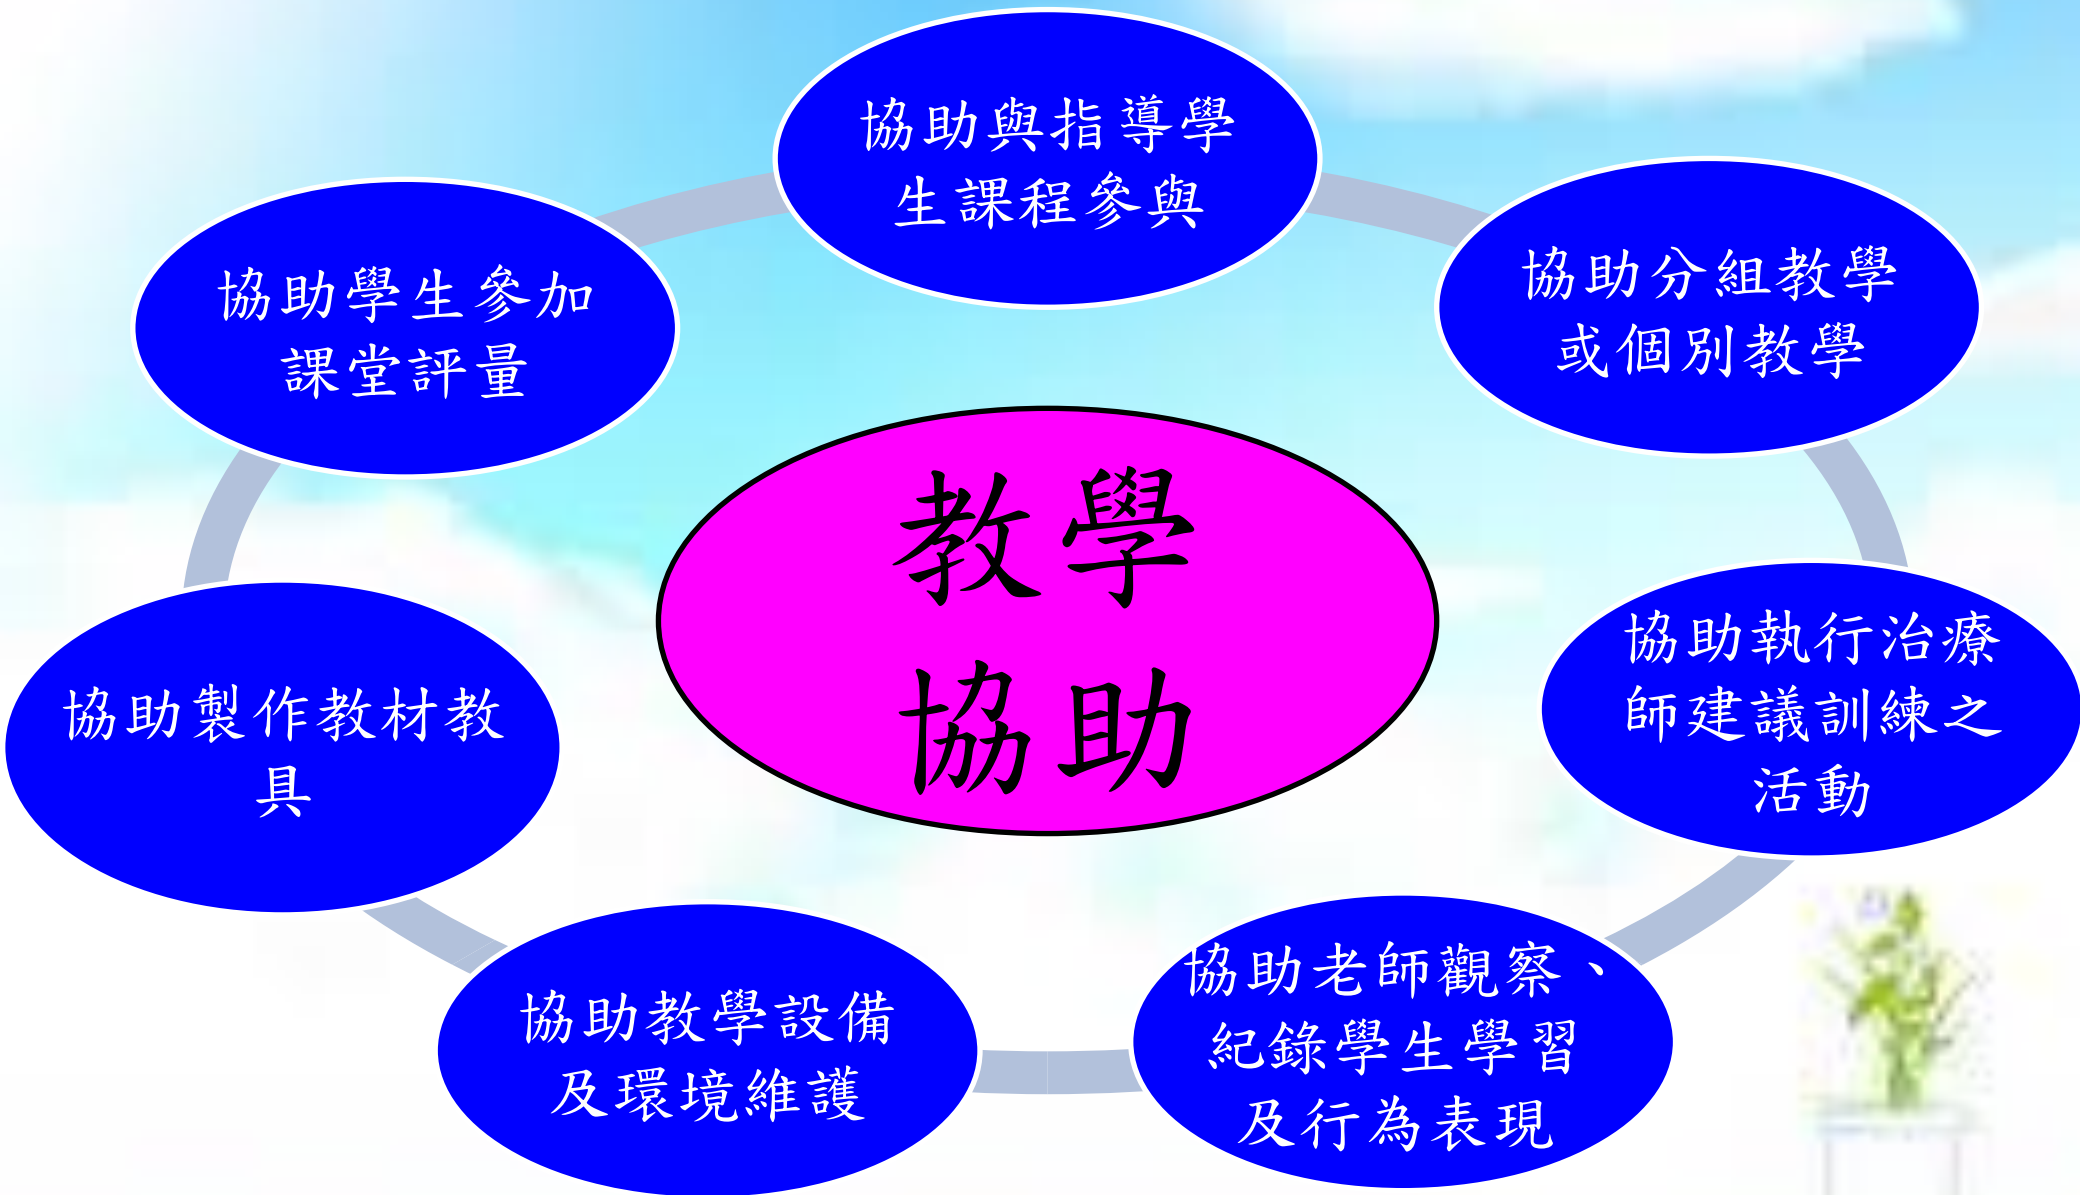 協助與指導學
生課程參與
協助分組教學
或個別教學
協助執行治療
師建議訓練之
活動
協助老師觀察、
紀錄學生學習
及行為表現
協助教學設備
及環境維護
協助製作教材教
具
協助學生參加
課堂評量
教學
協助